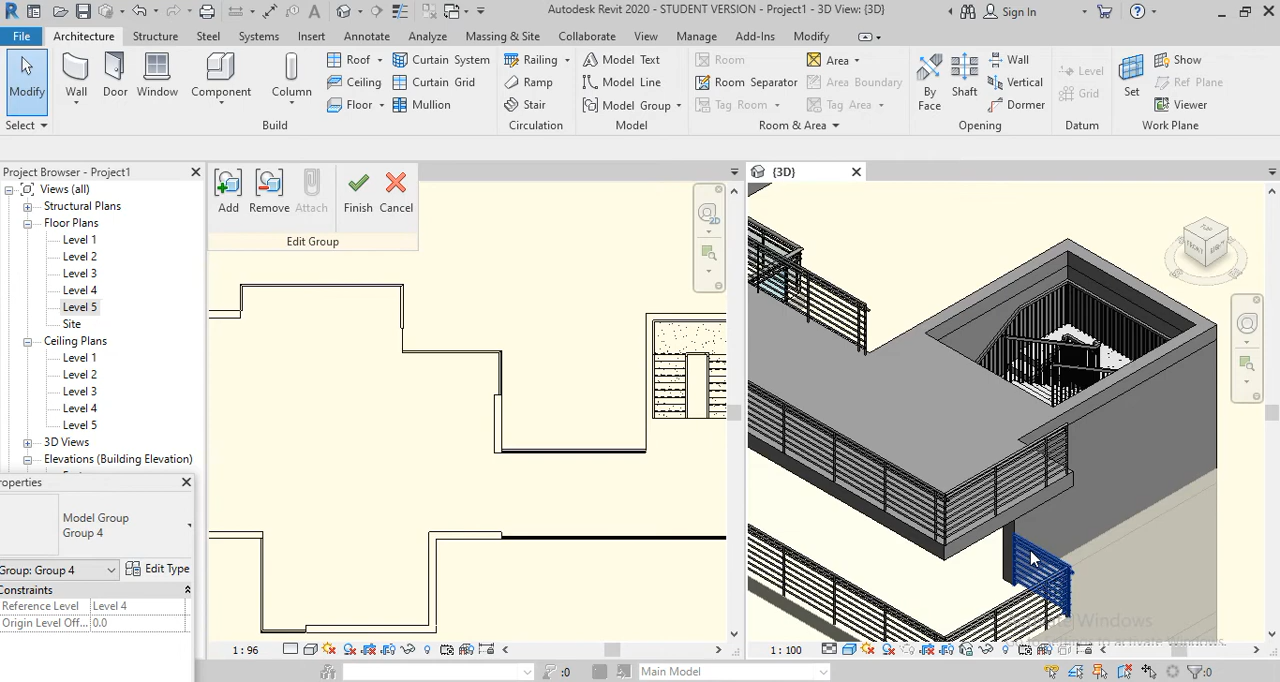 Autodesk Revit 2020 - STUDENT VERSION - Project1 - 3D View: {3D}
Sign In
File
Architecture
Structure
Steel
Systems
Insert
Annotate
Analyze
Massing & Site
Collaborate
View
Manage
Add-Ins
Modify
Modify
Wall
Door
Window
Component
Column
Roof
Ceiling
Floor
Curtain System
Curtain Grid
Mullion
Railing
Ramp
Stair
Model Text
Model Line
Model Group
Room
Room Separator
Tag Room
Area
Area Boundary
Tag Area
By Face
Shaft
Wall
Vertical
Dormer
Level
Grid
Set
Show
Ref Plane
Viewer
Select
Build
Circulation
Model
Room & Area
Opening
Datum
Work Plane
Project Browser - Project1
Views (all)
Structural Plans
Floor Plans
Level 1
Level 2
Level 3
Level 4
Level 5
Site
Ceiling Plans
Level 1
Level 2
Level 3
Level 4
Level 5
3D Views
Elevations (Building Elevation)
roperties
Model Group
Group 4
Group: Group 4
Edit Type
Constraints
Reference Level
Level 4
Origin Level Off...
0.0
Add
Remove
Attach
Finish
Cancel
Edit Group
2D
{3D}
FRONT
1 : 96
1 : 100
:0
Main Model
:0